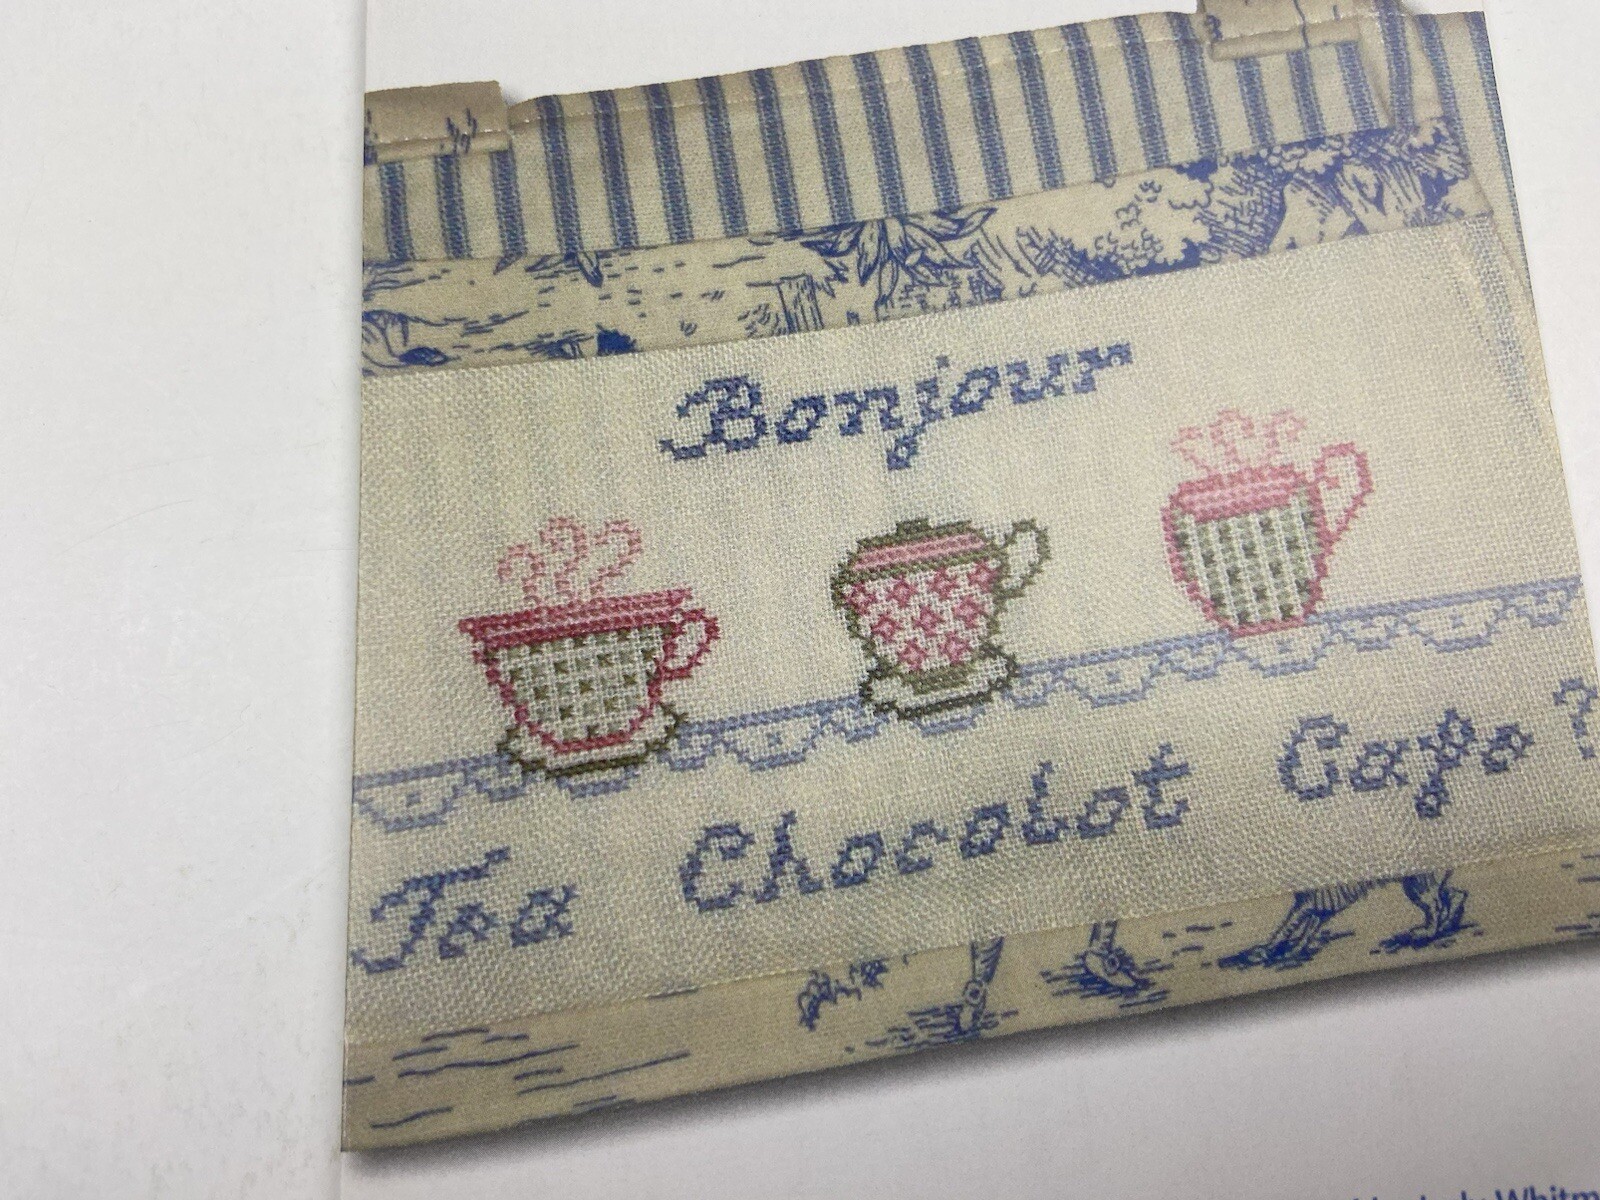 Bonjour
Tea Chocolat Cafe ?